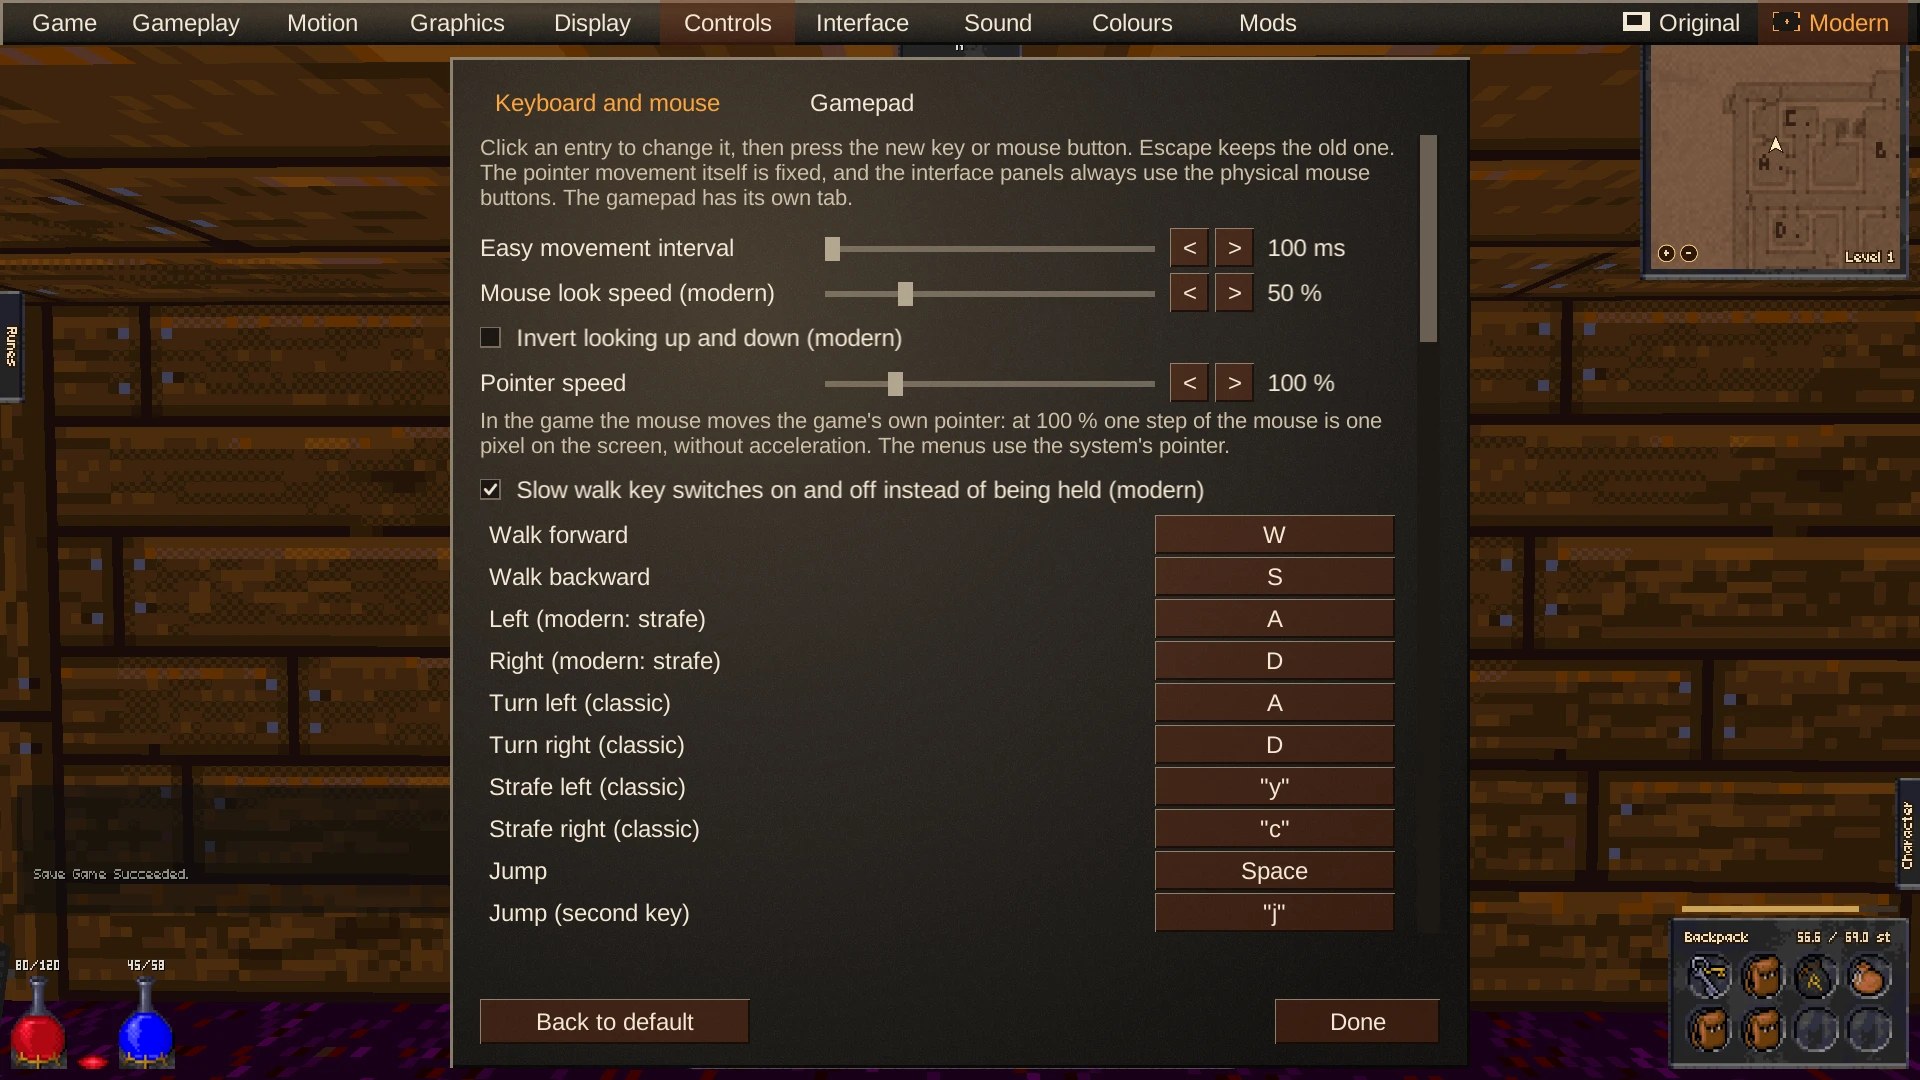 Game Gameplay Motion Graphics Display Controls Interface Sound Colours Mods Original Modern
Keyboard and mouse Gamepad
Click an entry to change it, then press the new key or mouse button. Escape keeps the old one.
The pointer movement itself is fixed, and the interface panels always use the physical mouse
buttons. The gamepad has its own tab.
Easy movement interval < > 100 ms
Mouse look speed (modern) < > 50 %
Invert looking up and down (modern)
Pointer speed < > 100 %
In the game the mouse moves the game's own pointer: at 100 % one step of the mouse is one
pixel on the screen, without acceleration. The menus use the system's pointer.
Slow walk key switches on and off instead of being held (modern)
Walk forward W
Walk backward S
Left (modern: strafe) A
Right (modern: strafe) D
Turn left (classic) A
Turn right (classic) D
Strafe left (classic) "y"
Strafe right (classic) "c"
Jump Space
Jump (second key) "j"
Back to default Done
C .
A .
B .
D .
Level 1
Runes
Save Game Succeeded.
80/120 45/58
Character
Backpack 56.6 / 69.0 st